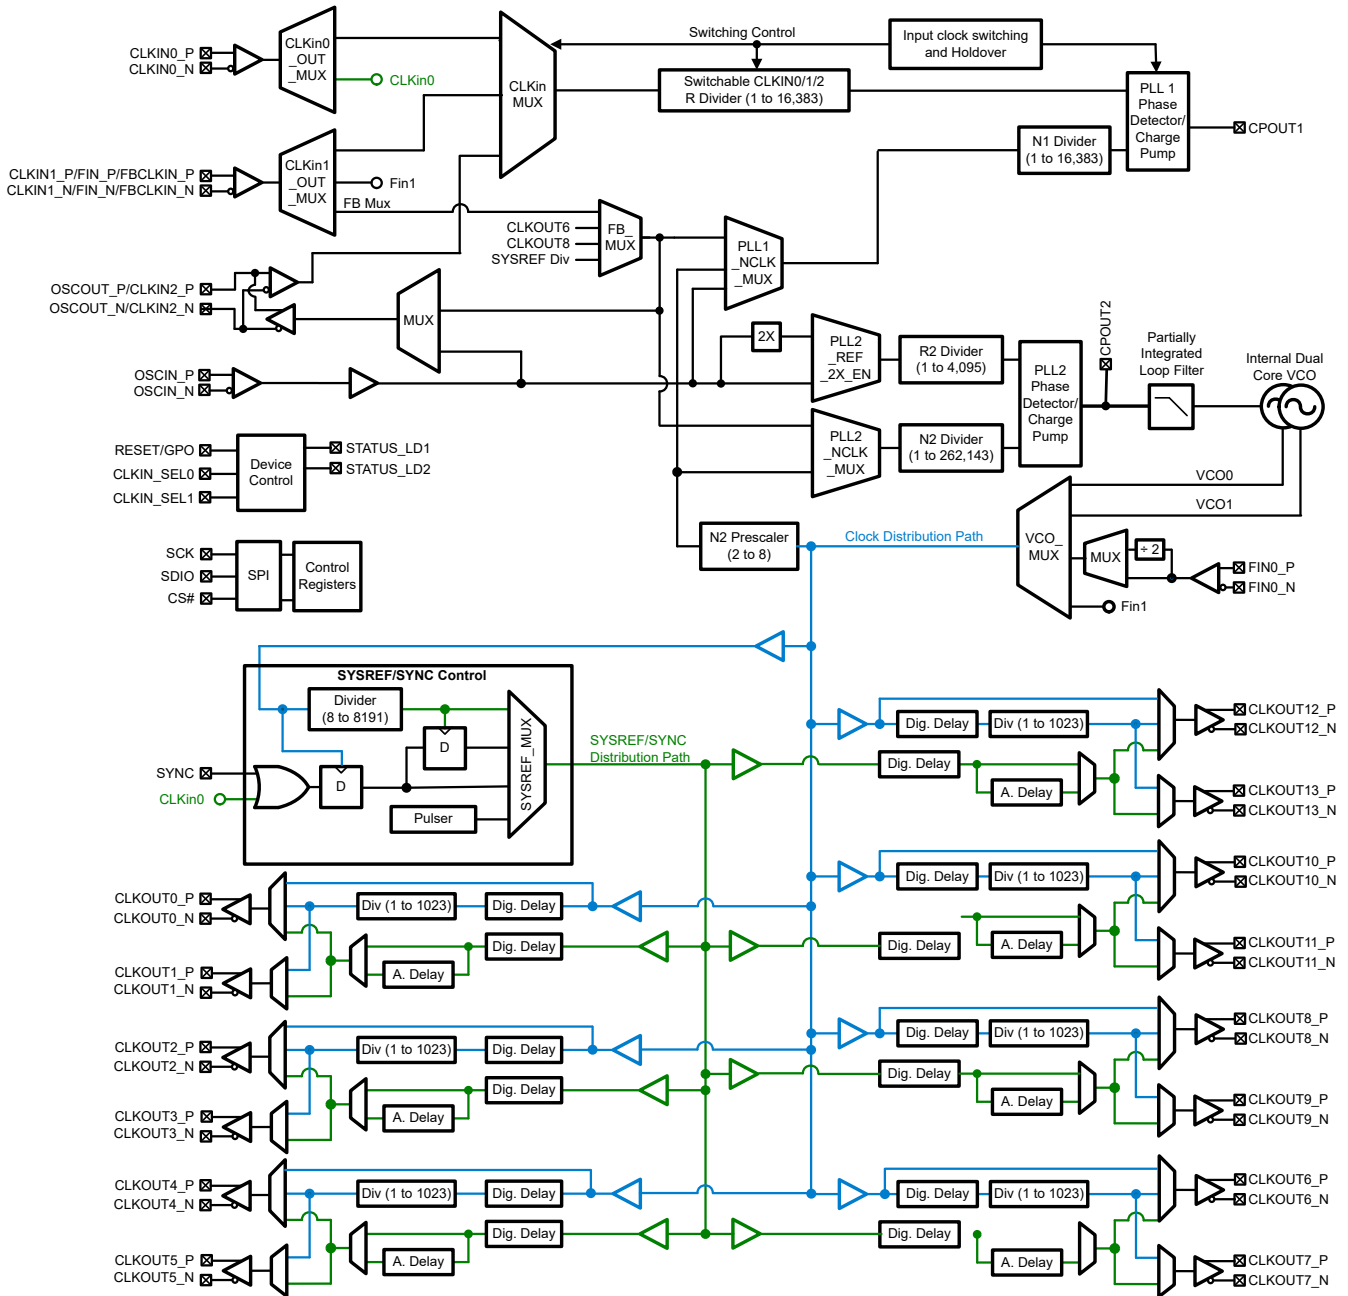 Switching Control
Input clock switching
and Holdover
CLKIN0_P
CLKIN0_N
CLKin0
_OUT
_MUX
CLKin0
CLKin
MUX
Switchable CLKIN0/1/2
R Divider (1 to 16,383)
PLL 1
Phase
Detector/
Charge
Pump
CPOUT1
N1 Divider
(1 to 16,383)
CLKIN1_P/FIN_P/FBCLKIN_P
CLKIN1_N/FIN_N/FBCLKIN_N
CLKin1
_OUT
_MUX
Fin1
FB Mux
CLKOUT6
CLKOUT8
SYSREF Div
FB_
MUX
PLL1
_NCLK
_MUX
OSCOUT_P/CLKIN2_P
OSCOUT_N/CLKIN2_N
MUX
2X
PLL2
_REF
_2X_EN
R2 Divider
(1 to 4,095)
PLL2
Phase
Detector/
Charge
Pump
CPOUT2
Partially
Integrated
Loop Filter
Internal Dual
Core VCO
OSCIN_P
OSCIN_N
PLL2
_NCLK
_MUX
N2 Divider
(1 to 262,143)
RESET/GPO
CLKIN_SEL0
CLKIN_SEL1
Device
Control
STATUS_LD1
STATUS_LD2
VCO0
VCO1
N2 Prescaler
(2 to 8)
Clock Distribution Path
VCO_
MUX
MUX
÷ 2
FIN0_P
FIN0_N
Fin1
SCK
SDIO
CS#
SPI
Control
Registers
SYSREF/SYNC Control
Divider
(8 to 8191)
D
D
SYNC
CLKin0
Pulser
SYSREF_MUX
SYSREF/SYNC
Distribution Path
Dig. Delay
Div (1 to 1023)
Dig. Delay
A. Delay
CLKOUT12_P
CLKOUT12_N
CLKOUT13_P
CLKOUT13_N
Dig. Delay
Div (1 to 1023)
Dig. Delay
A. Delay
CLKOUT10_P
CLKOUT10_N
CLKOUT11_P
CLKOUT11_N
CLKOUT0_P
CLKOUT0_N
Div (1 to 1023)
Dig. Delay
Dig. Delay
A. Delay
CLKOUT1_P
CLKOUT1_N
Dig. Delay
Div (1 to 1023)
Dig. Delay
A. Delay
CLKOUT8_P
CLKOUT8_N
CLKOUT9_P
CLKOUT9_N
CLKOUT2_P
CLKOUT2_N
Div (1 to 1023)
Dig. Delay
Dig. Delay
A. Delay
CLKOUT3_P
CLKOUT3_N
CLKOUT4_P
CLKOUT4_N
Div (1 to 1023)
Dig. Delay
Dig. Delay
A. Delay
CLKOUT5_P
CLKOUT5_N
Dig. Delay
Div (1 to 1023)
Dig. Delay
A. Delay
CLKOUT6_P
CLKOUT6_N
CLKOUT7_P
CLKOUT7_N